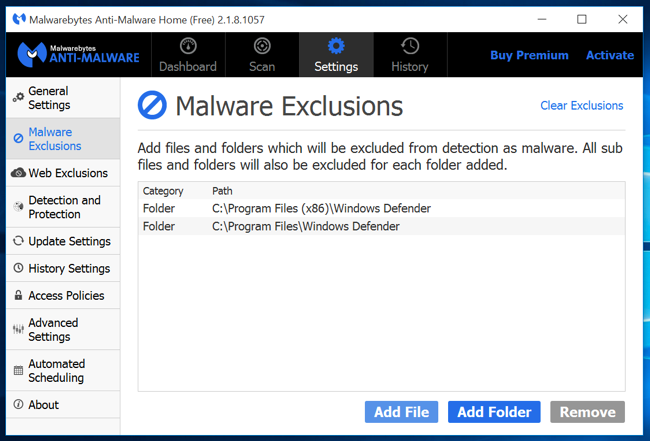 Malwarebytes Anti-Malware Home (Free) 2.1.8.1057
Malwarebytes
ANTI-MALWARE
Dashboard
Scan
Settings
History
Buy Premium
Activate
General
Settings
Malware
Exclusions
Web Exclusions
Detection and
Protection
Update Settings
History Settings
Access Policies
Advanced
Settings
Automated
Scheduling
About
Malware Exclusions
Clear Exclusions
Add files and folders which will be excluded from detection as malware. All sub
files and folders will also be excluded for each folder added.
Category Path
Folder C:\Program Files (x86)\Windows Defender
Folder C:\Program Files\Windows Defender
Add File
Add Folder
Remove